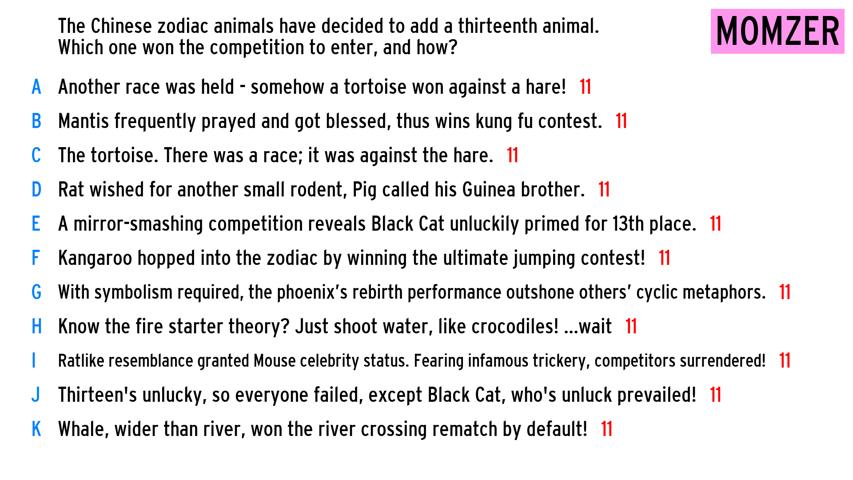 The Chinese zodiac animals have decided to add a thirteenth animal.
Which one won the competition to enter, and how?
MOMZER
A Another race was held - somehow a tortoise won against a hare! 11
B Mantis frequently prayed and got blessed, thus wins kung fu contest. 11
C The tortoise. There was a race; it was against the hare. 11
D Rat wished for another small rodent, Pig called his Guinea brother. 11
E A mirror-smashing competition reveals Black Cat unluckily primed for 13th place. 11
F Kangaroo hopped into the zodiac by winning the ultimate jumping contest! 11
G With symbolism required, the phoenix's rebirth performance outshone others' cyclic metaphors. 11
H Know the fire starter theory? Just shoot water, like crocodiles! ...wait 11
I Ratlike resemblance granted Mouse celebrity status. Fearing infamous trickery, competitors surrendered! 11
J Thirteen's unlucky, so everyone failed, except Black Cat, who's unluck prevailed! 11
K Whale, wider than river, won the river crossing rematch by default! 11